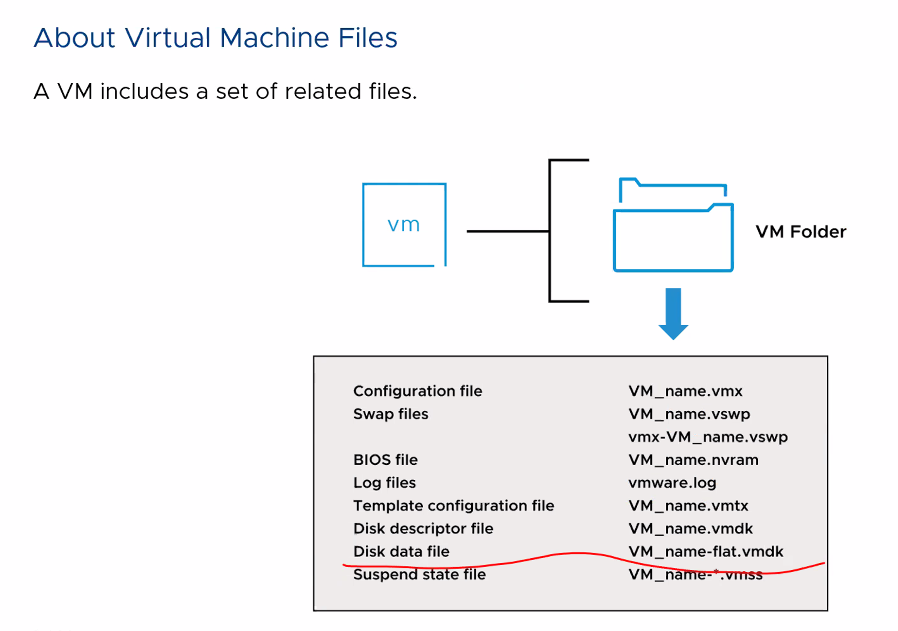 About Virtual Machine Files
A VM includes a set of related files.
vm
VM Folder
Configuration file VM_name.vmx
Swap files VM_name.vswp
vmx-VM_name.vswp
BIOS file VM_name.nvram
Log files vmware.log
Template configuration file VM_name.vmtx
Disk descriptor file VM_name.vmdk
Disk data file VM_name-flat.vmdk
Suspend state file VM_name-*.vmss